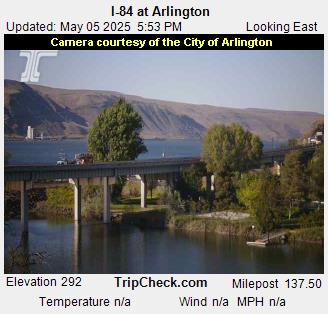 I-84 at Arlington
Updated: May 05 2025 5:53 PM Looking East
Camera courtesy of the City of Arlington
Elevation 292 TripCheck.com Milepost 137.50
Temperature n/a Wind n/a MPH n/a